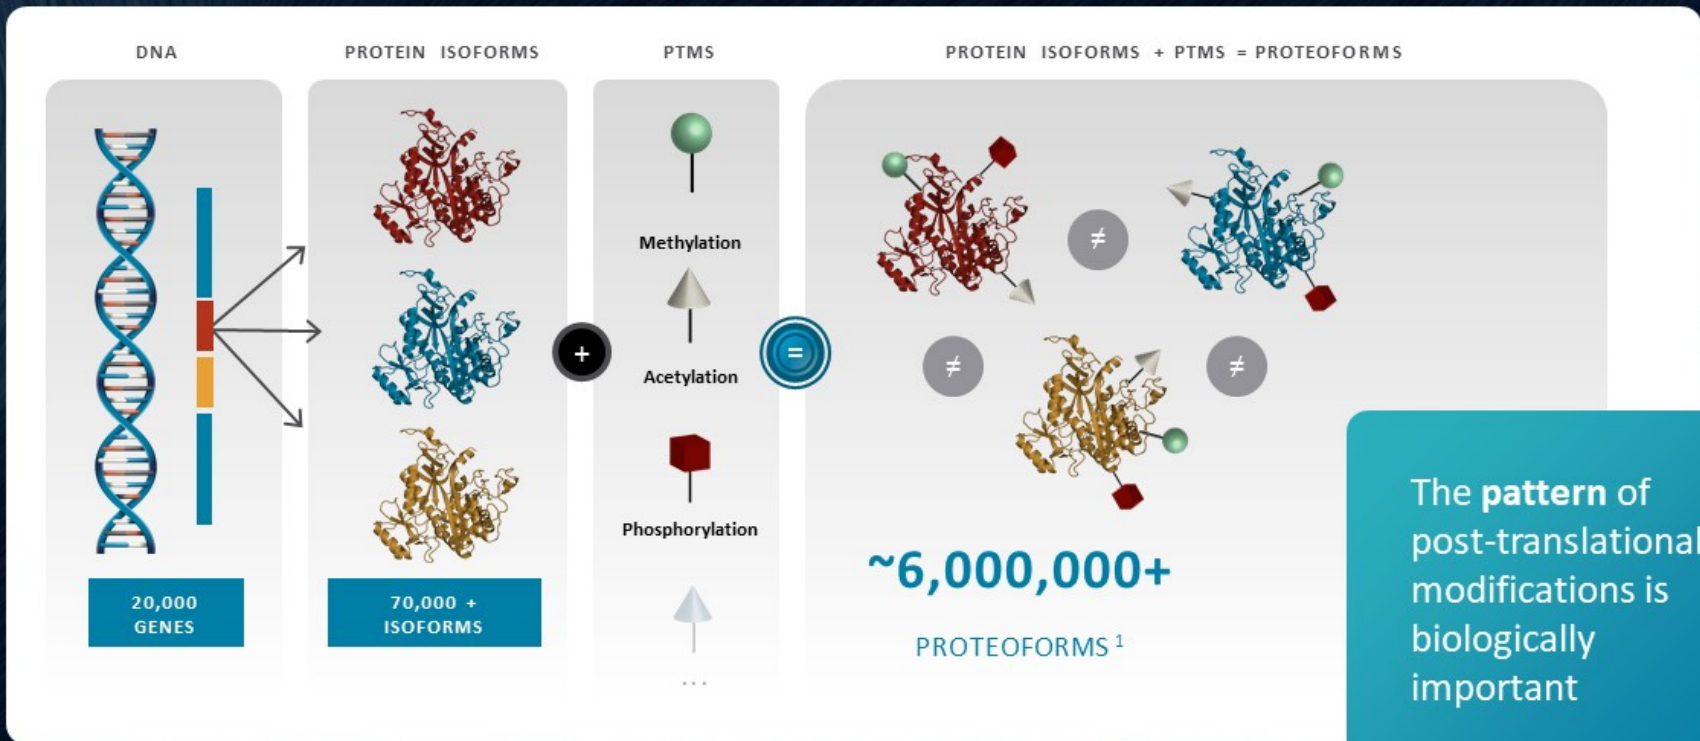 DNA
PROTEIN ISOFORMS
PTMS
PROTEIN ISOFORMS + PTMS = PROTEOFORMS
20,000
GENES
70,000 +
ISOFORMS
+
Methylation
Acetylation
Phosphorylation
...
=
≠
≠
≠
~6,000,000+
PROTEOFORMS 1
The pattern of
post-translational
modifications is
biologically
important